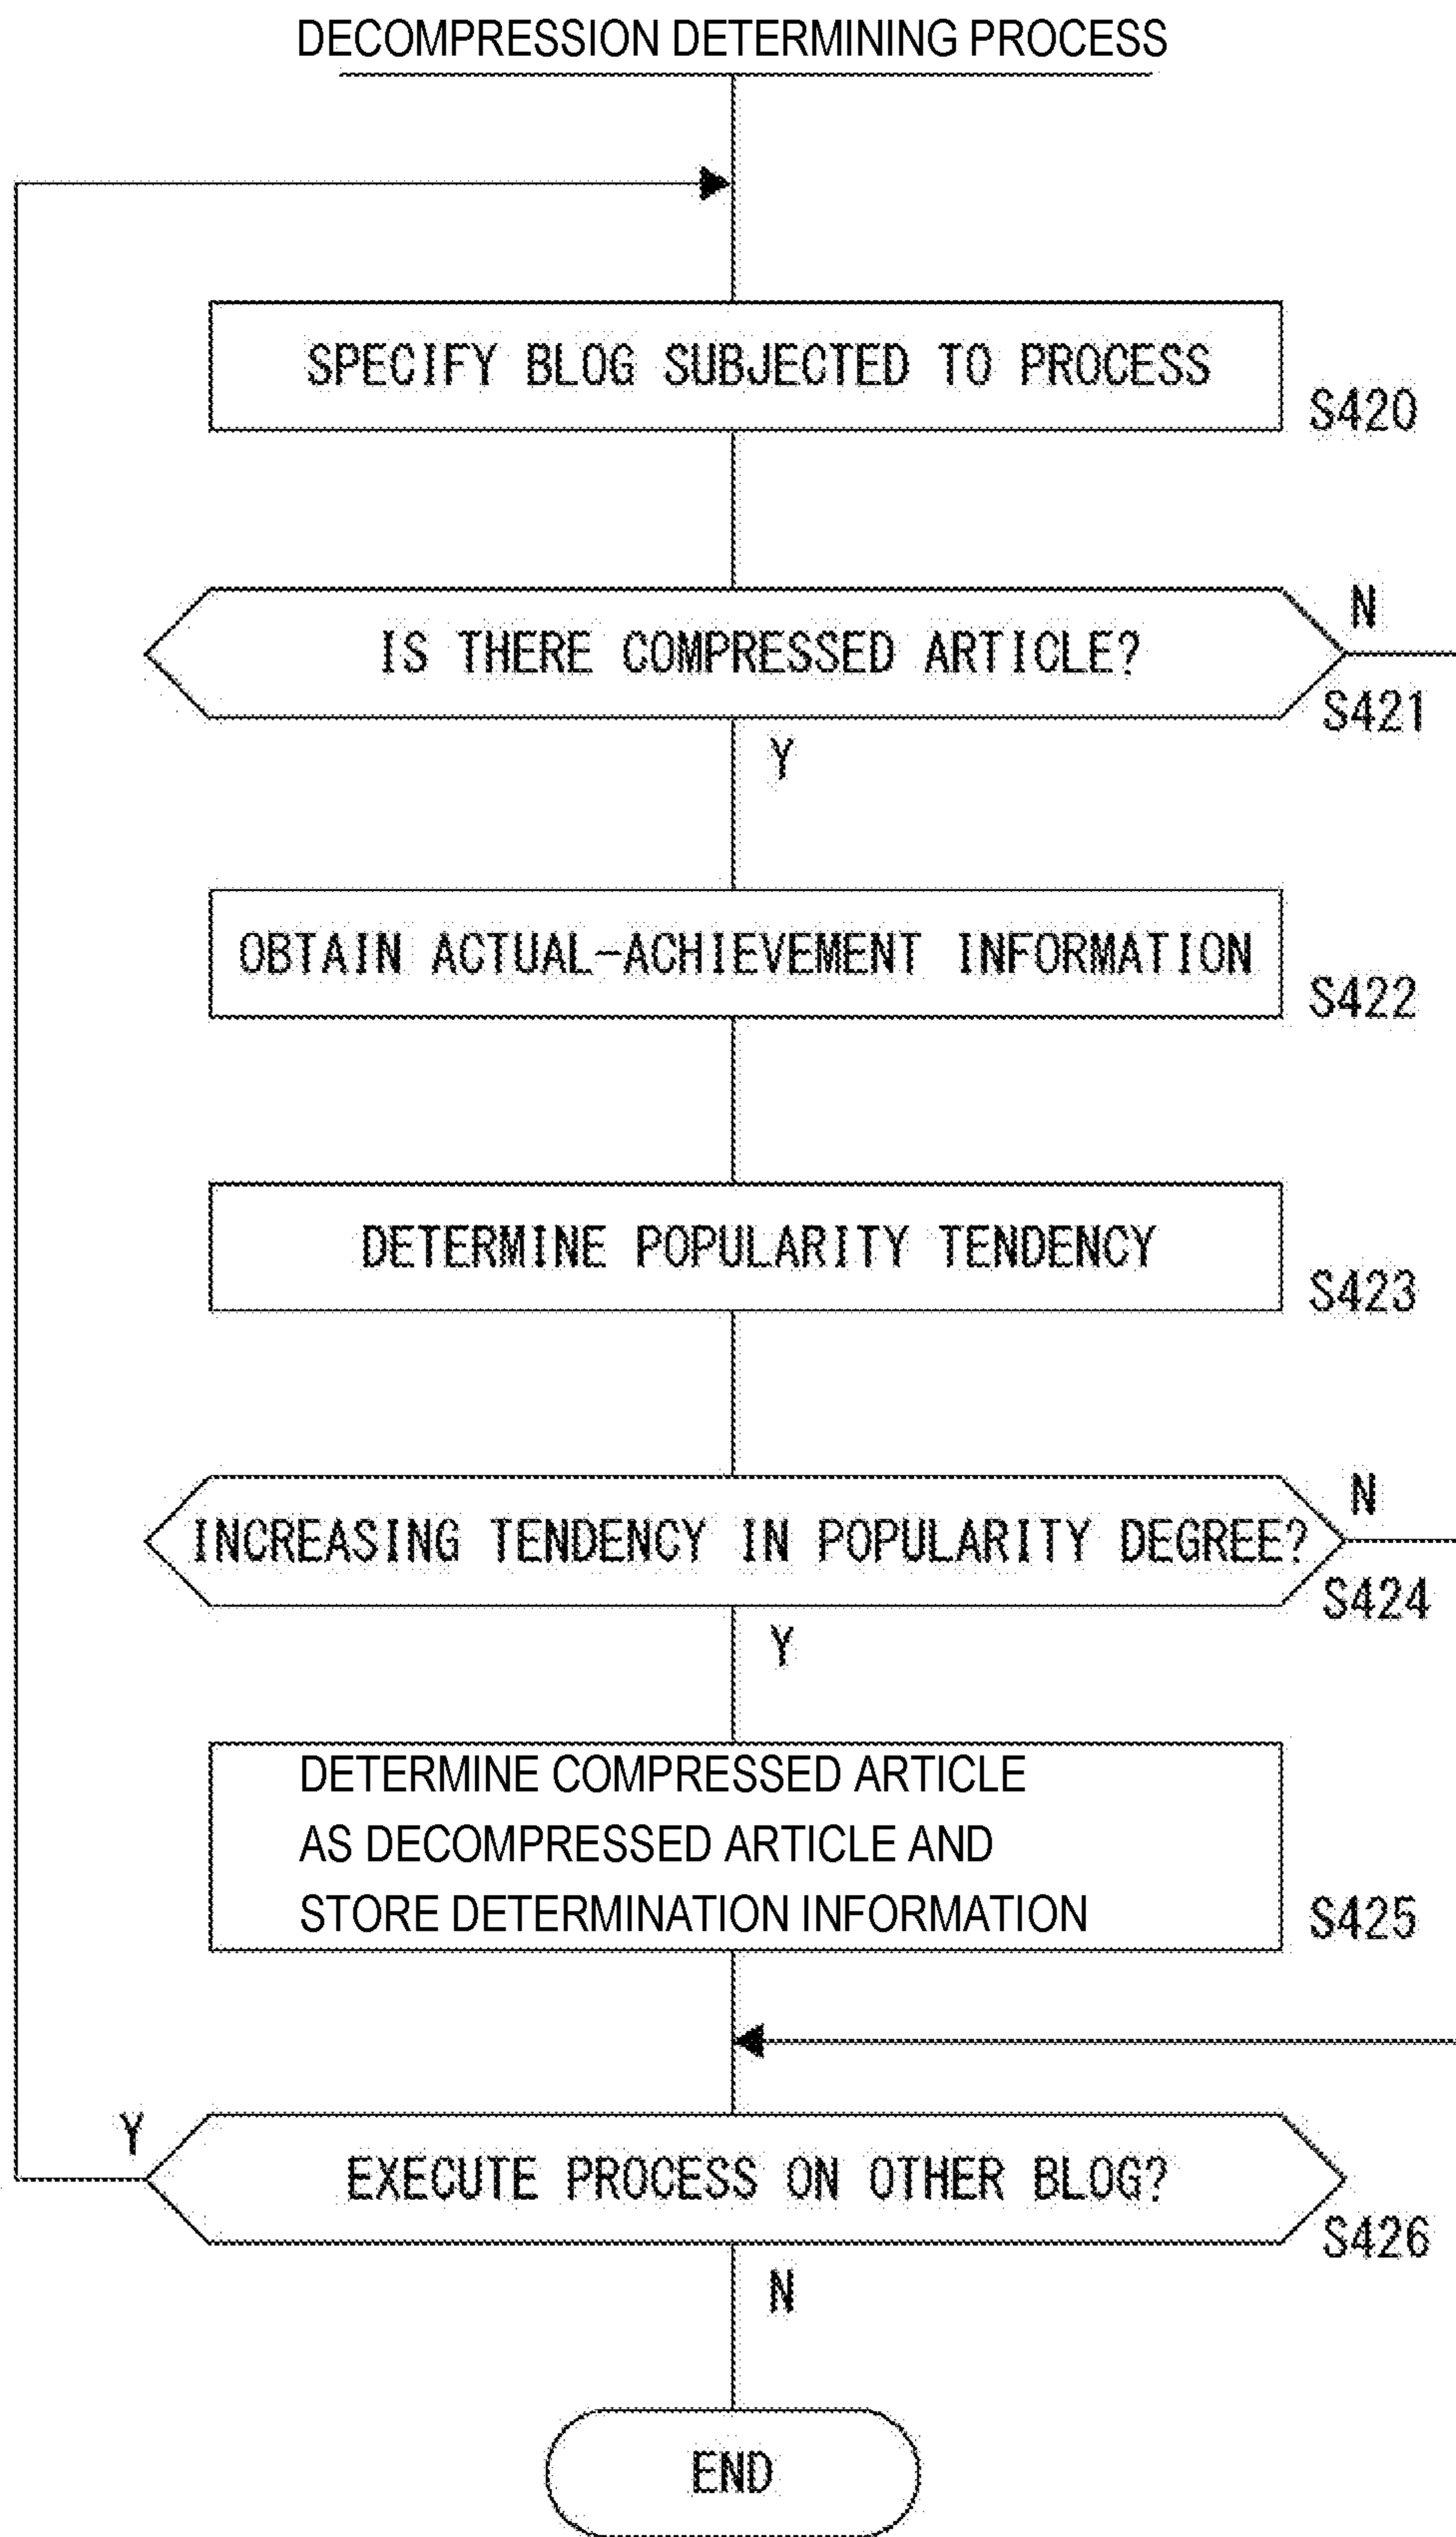 DECOMPRESSION DETERMINING PROCESS
SPECIFY BLOG SUBJECTED TO PROCESS
S420
IS THERE COMPRESSED ARTICLE?
N
S421
Y
OBTAIN ACTUAL-ACHIEVEMENT INFORMATION
S422
DETERMINE POPULARITY TENDENCY
S423
INCREASING TENDENCY IN POPULARITY DEGREE?
N
S424
Y
DETERMINE COMPRESSED ARTICLE
AS DECOMPRESSED ARTICLE AND
STORE DETERMINATION INFORMATION
S425
Y
EXECUTE PROCESS ON OTHER BLOG?
S426
N
END